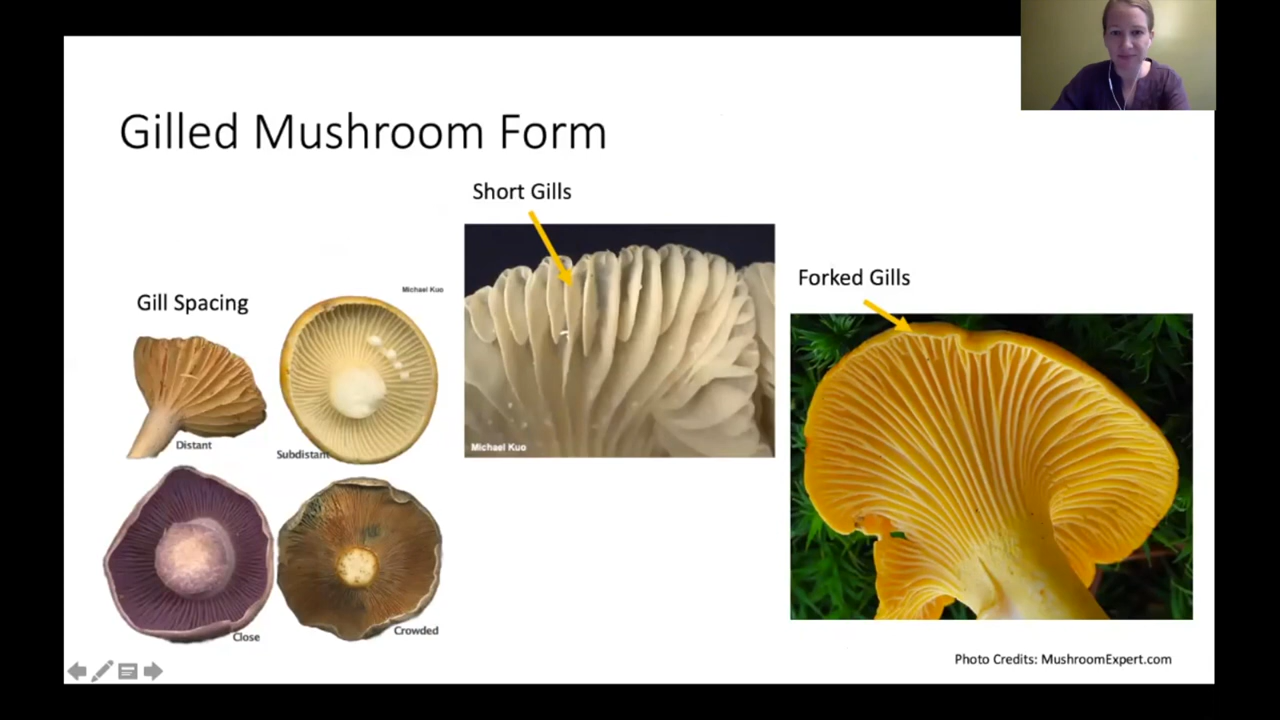 Gilled Mushroom Form
Short Gills
Forked Gills
Michael Kuo
Gill Spacing
Distant
Subdistant
Michael Kuo
Close
Crowded
Photo Credits: MushroomExpert.com